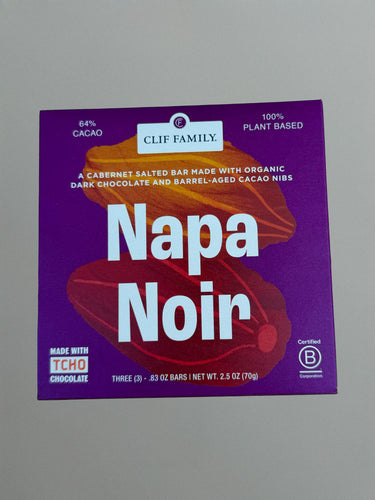 64%
CACAO
CF
CLIF FAMILY.
100%
PLANT BASED
A CABERNET SALTED BAR MADE WITH ORGANIC
DARK CHOCOLATE AND BARREL-AGED CACAO NIBS
Napa
Noir
MADE WITH
TCHO
CHOCOLATE
THREE (3) - .83 OZ BARS | NET WT. 2.5 OZ (70g)
Certified
B
Corporation